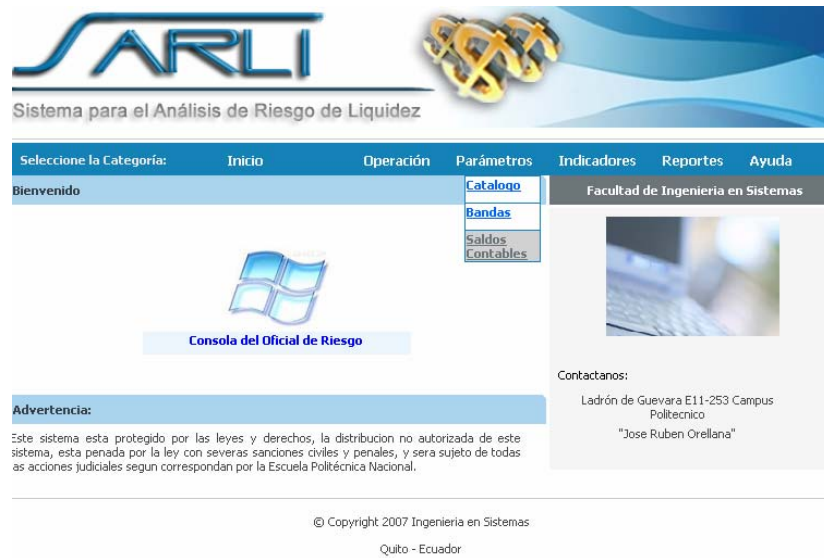 SARLI
Sistema para el Análisis de Riesgo de Liquidez
Seleccione la Categoría: Inicio Operación Parámetros Indicadores Reportes Ayuda
Bienvenido
Catalogo
Bandas
Saldos
Contables
Facultad de Ingenieria en Sistemas
Consola del Oficial de Riesgo
Contactanos:
Ladrón de Guevara E11-253 Campus
Politecnico
"Jose Ruben Orellana"
Advertencia:
Este sistema esta protegido por las leyes y derechos, la distribucion no autorizada de este
sistema, esta penada por la ley con severas sanciones civiles y penales, y sera sujeto de todas
as acciones judiciales segun correspondan por la Escuela Politécnica Nacional.
© Copyright 2007 Ingenieria en Sistemas
Quito - Ecuador